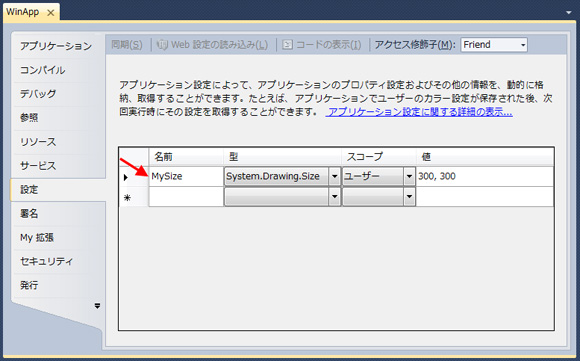 WinApp
アプリケーション
コンパイル
デバッグ
参照
リソース
サービス
設定
署名
My 拡張
セキュリティ
発行
同期(S) Web 設定の読み込み(L) コードの表示(I) アクセス修飾子(M): Friend
アプリケーション設定によって、アプリケーションのプロパティ設定およびその他の情報を、動的に格
納、取得することができます。たとえば、アプリケーションでユーザーのカラー設定が保存された後、次
回実行時にその設定を取得することができます。 アプリケーション設定に関する詳細の表示...
名前 型 スコープ 値
MySize System.Drawing.Size ユーザー 300, 300